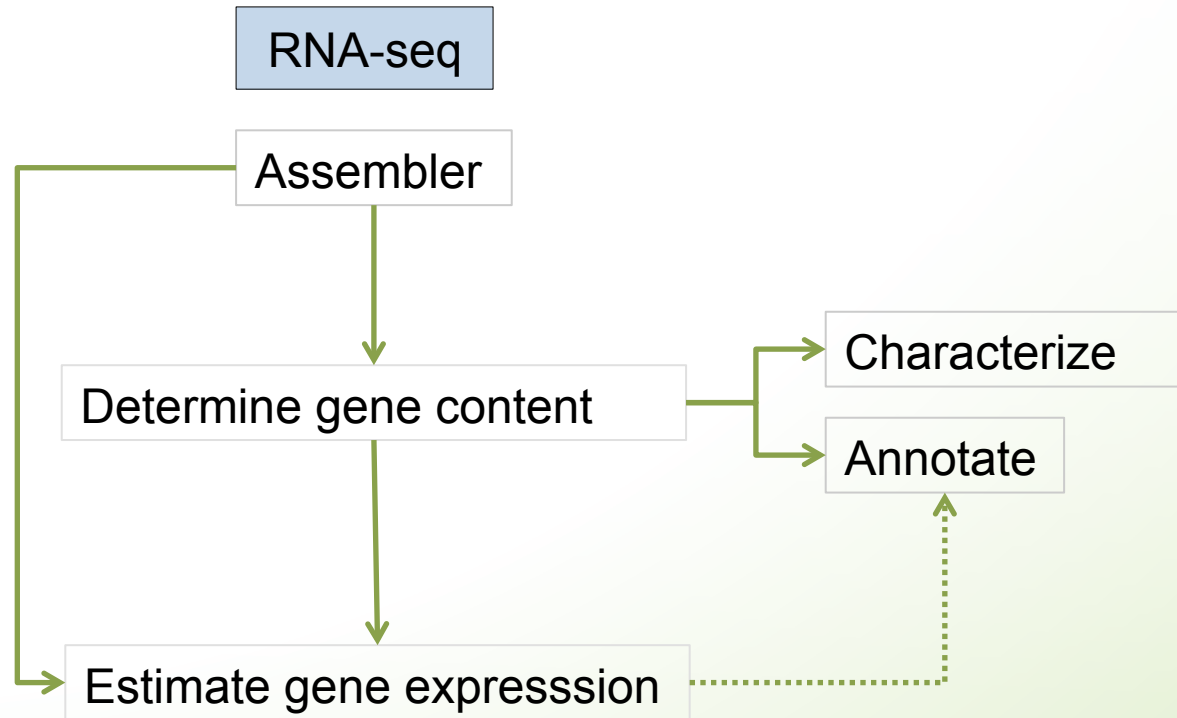 RNA-seq
Assembler
Determine gene content
Characterize
Annotate
Estimate gene expresssion